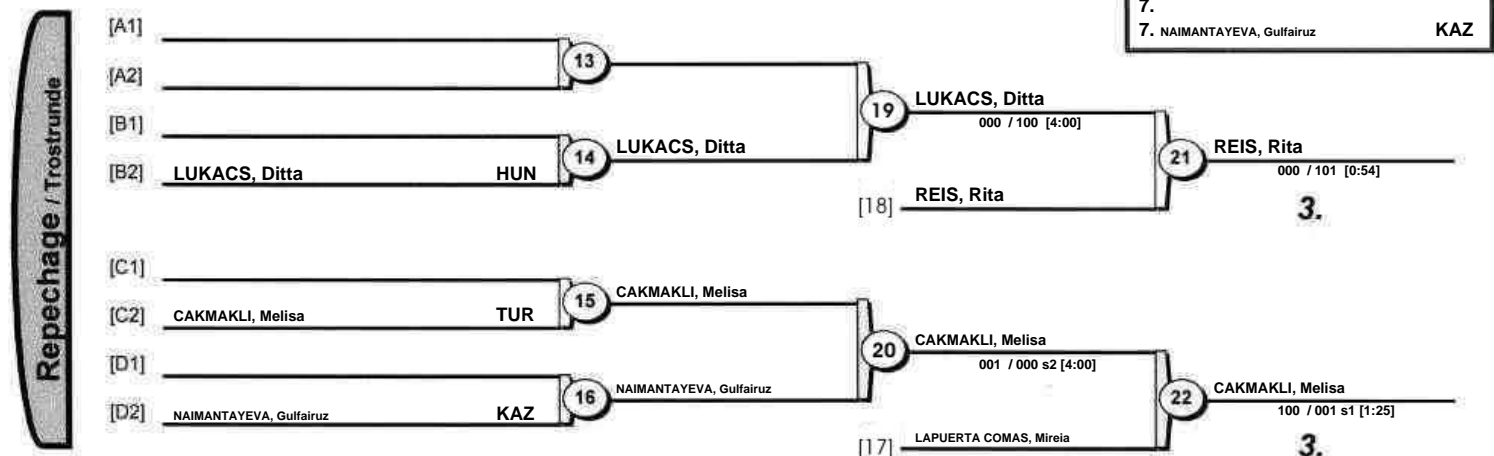 7.
7. NAIMANTAYEVA, Gulfairuz KAZ
Repechage / Trostrunde
[A1]
[A2]
13
[B1]
[B2] LUKACS, Ditta HUN
14
LUKACS, Ditta
19
LUKACS, Ditta
000 / 100 [4:00]
[18] REIS, Rita
21
REIS, Rita
000 / 101 [0:54]
3.
[C1]
[C2] CAKMAKLI, Melisa TUR
15
CAKMAKLI, Melisa
[D1]
[D2] NAIMANTAYEVA, Gulfairuz KAZ
16
NAIMANTAYEVA, Gulfairuz
20
CAKMAKLI, Melisa
001 / 000 s2 [4:00]
[17] LAPUERTA COMAS, Mireia
22
CAKMAKLI, Melisa
100 / 001 s1 [1:25]
3.